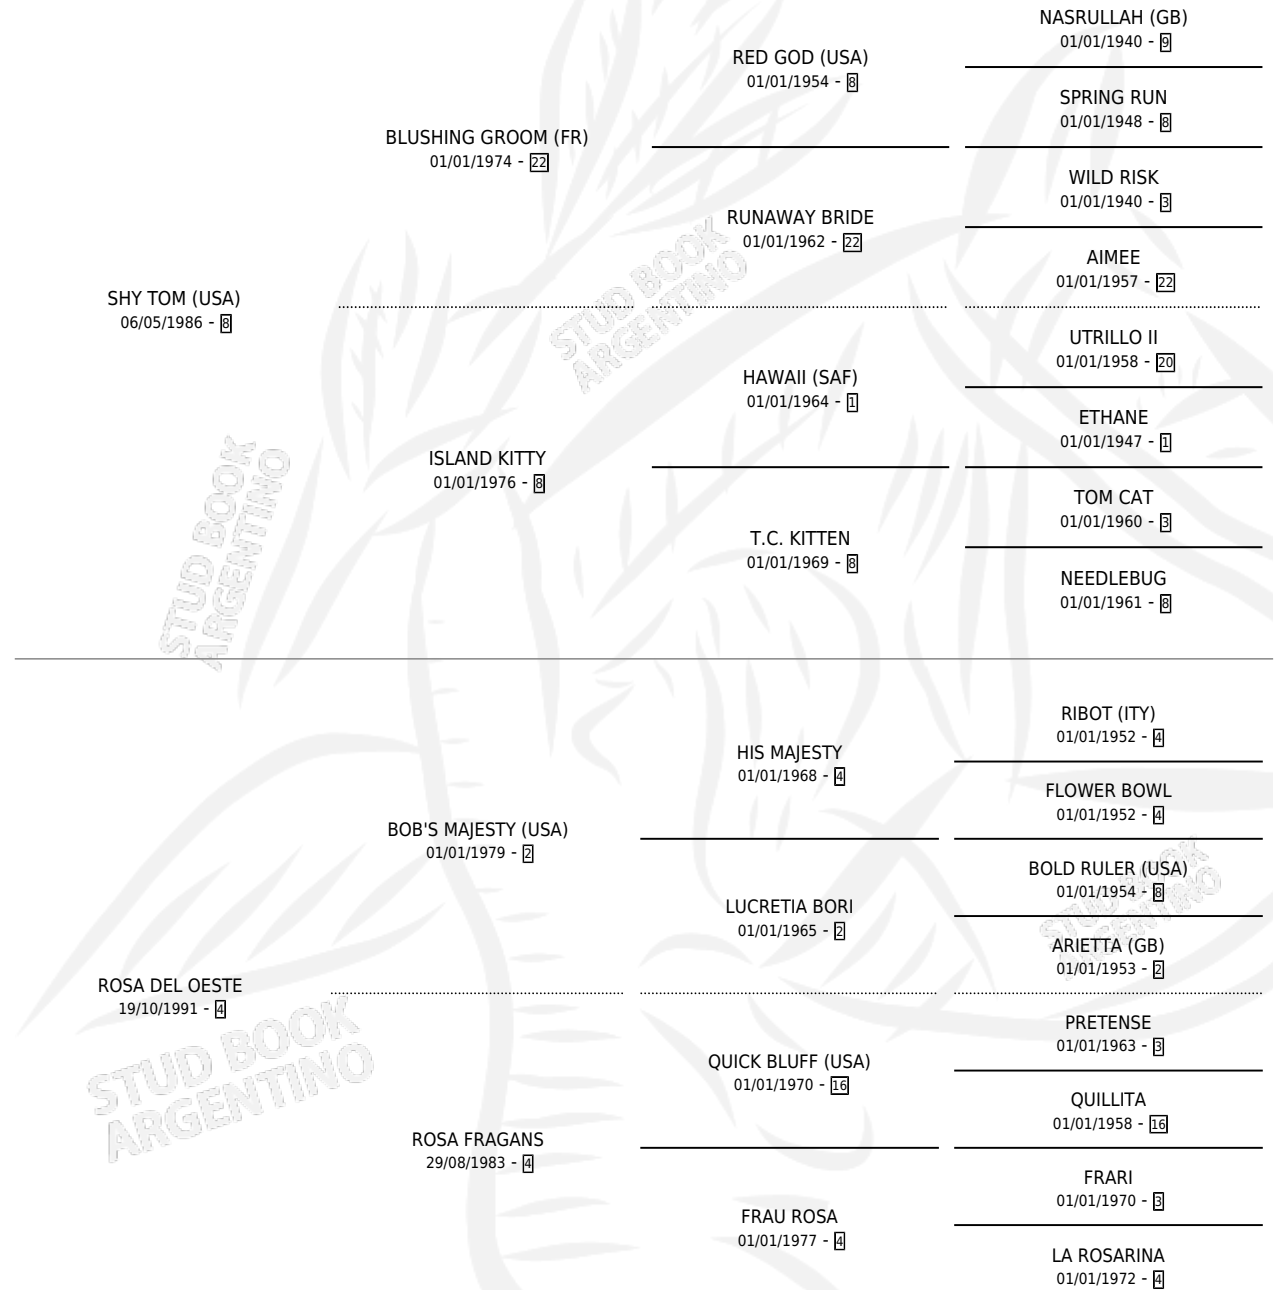 NASRULLAH (GB)
01/01/1940 - 9
RED GOD (USA)
01/01/1954 - 8
SPRING RUN
01/01/1948 - 8
BLUSHING GROOM (FR)
01/01/1974 - 22
WILD RISK
01/01/1940 - 3
RUNAWAY BRIDE
01/01/1962 - 22
AIMEE
01/01/1957 - 22
SHY TOM (USA)
06/05/1986 - 8
STUD BOOK
ARGENTINO
UTRILLO II
01/01/1958 - 20
HAWAII (SAF)
01/01/1964 - 1
ETHANE
01/01/1947 - 1
ISLAND KITTY
01/01/1976 - 8
TOM CAT
01/01/1960 - 3
T.C. KITTEN
01/01/1969 - 8
NEEDLEBUG
01/01/1961 - 8
STUD BOOK
ARGENTINO
RIBOT (ITY)
01/01/1952 - 4
HIS MAJESTY
01/01/1968 - 4
FLOWER BOWL
01/01/1952 - 4
BOB'S MAJESTY (USA)
01/01/1979 - 2
BOLD RULER (USA)
01/01/1954 - 8
LUCRETIA BORI
01/01/1965 - 2
ARIETTA (GB)
01/01/1953 - 2
STUD BOOK
ARGENTINO
ROSA DEL OESTE
19/10/1991 - 4
STUD BOOK
ARGENTINO
PRETENSE
01/01/1963 - 3
QUICK BLUFF (USA)
01/01/1970 - 16
QUILLITA
01/01/1958 - 16
ROSA FRAGANS
29/08/1983 - 4
FRARI
01/01/1970 - 3
FRAU ROSA
01/01/1977 - 4
LA ROSARINA
01/01/1972 - 4